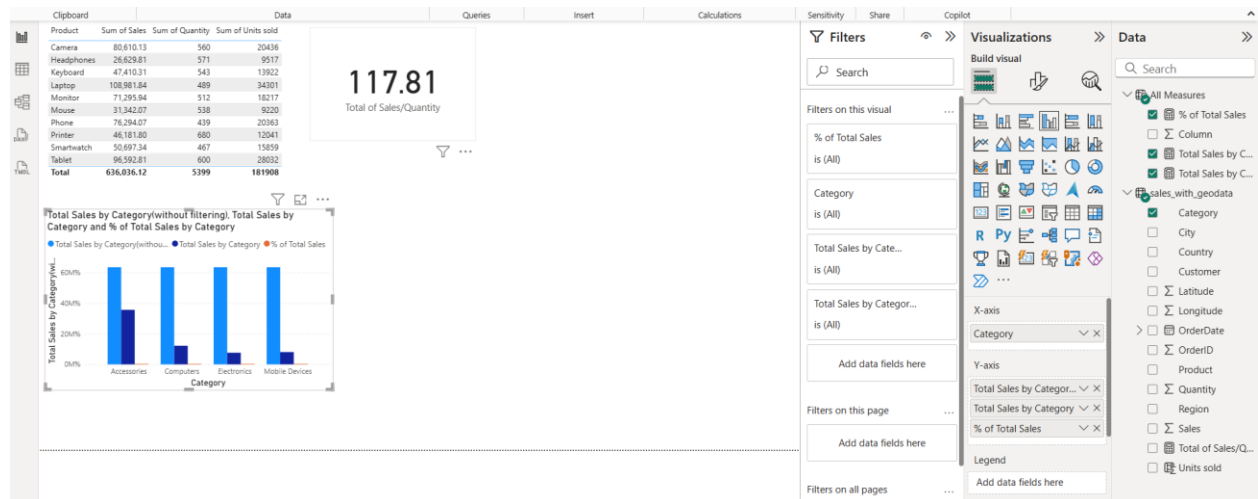 Clipboard
Data
Queries
Insert
Calculations
Sensitivity
Share
Copilot
Product Sum of Sales Sum of Quantity Sum of Units sold
Camera 80,610.13 560 20436
Headphones 26,629.81 571 9517
Keyboard 47,410.31 543 13922
Laptop 108,981.84 489 34301
Monitor 71,295.94 512 18217
Mouse 31,342.07 538 9220
Phone 76,294.07 439 20363
Printer 46,181.80 680 12041
Smartwatch 50,697.34 467 15859
Tablet 96,592.81 600 28032
Total 636,036.12 5399 181908
117.81
Total of Sales/Quantity
Total Sales by Category(without filtering), Total Sales by
Category and % of Total Sales by Category
Total Sales by Category(withou... Total Sales by Category % of Total Sales
Total Sales by Category(wi...
60M%
40M%
20M%
0M%
Accessories Computers Electronics Mobile Devices
Category
Filters
Search
Filters on this visual ...
% of Total Sales
is (All)
Category
is (All)
Total Sales by Cate...
is (All)
Total Sales by Categor...
is (All)
Add data fields here
Filters on this page ...
Add data fields here
Filters on all pages ...
Visualizations
Build visual
123
R Py
...
X-axis
Category
Y-axis
Total Sales by Categor...
Total Sales by Category
% of Total Sales
Legend
Add data fields here
Data
Search
All Measures
% of Total Sales
Column
Total Sales by C...
Total Sales by C...
sales_with_geodata
Category
City
Country
Customer
Latitude
Longitude
OrderDate
OrderID
Product
Quantity
Region
Sales
Total of Sales/Q...
Units sold